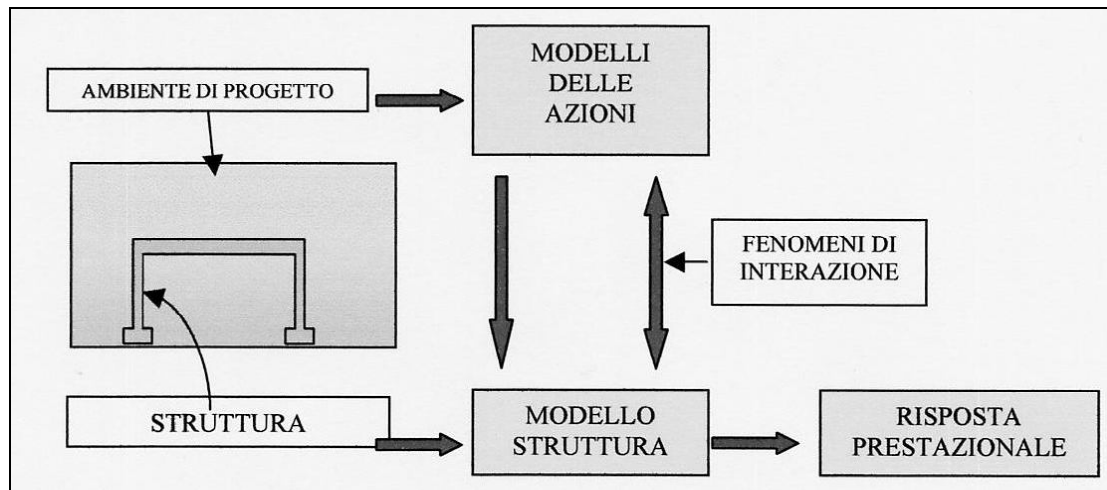 AMBIENTE DI PROGETTO
MODELLI
DELLE
AZIONI
FENOMENI DI
INTERAZIONE
STRUTTURA
MODELLO
STRUTTURA
RISPOSTA
PRESTAZIONALE